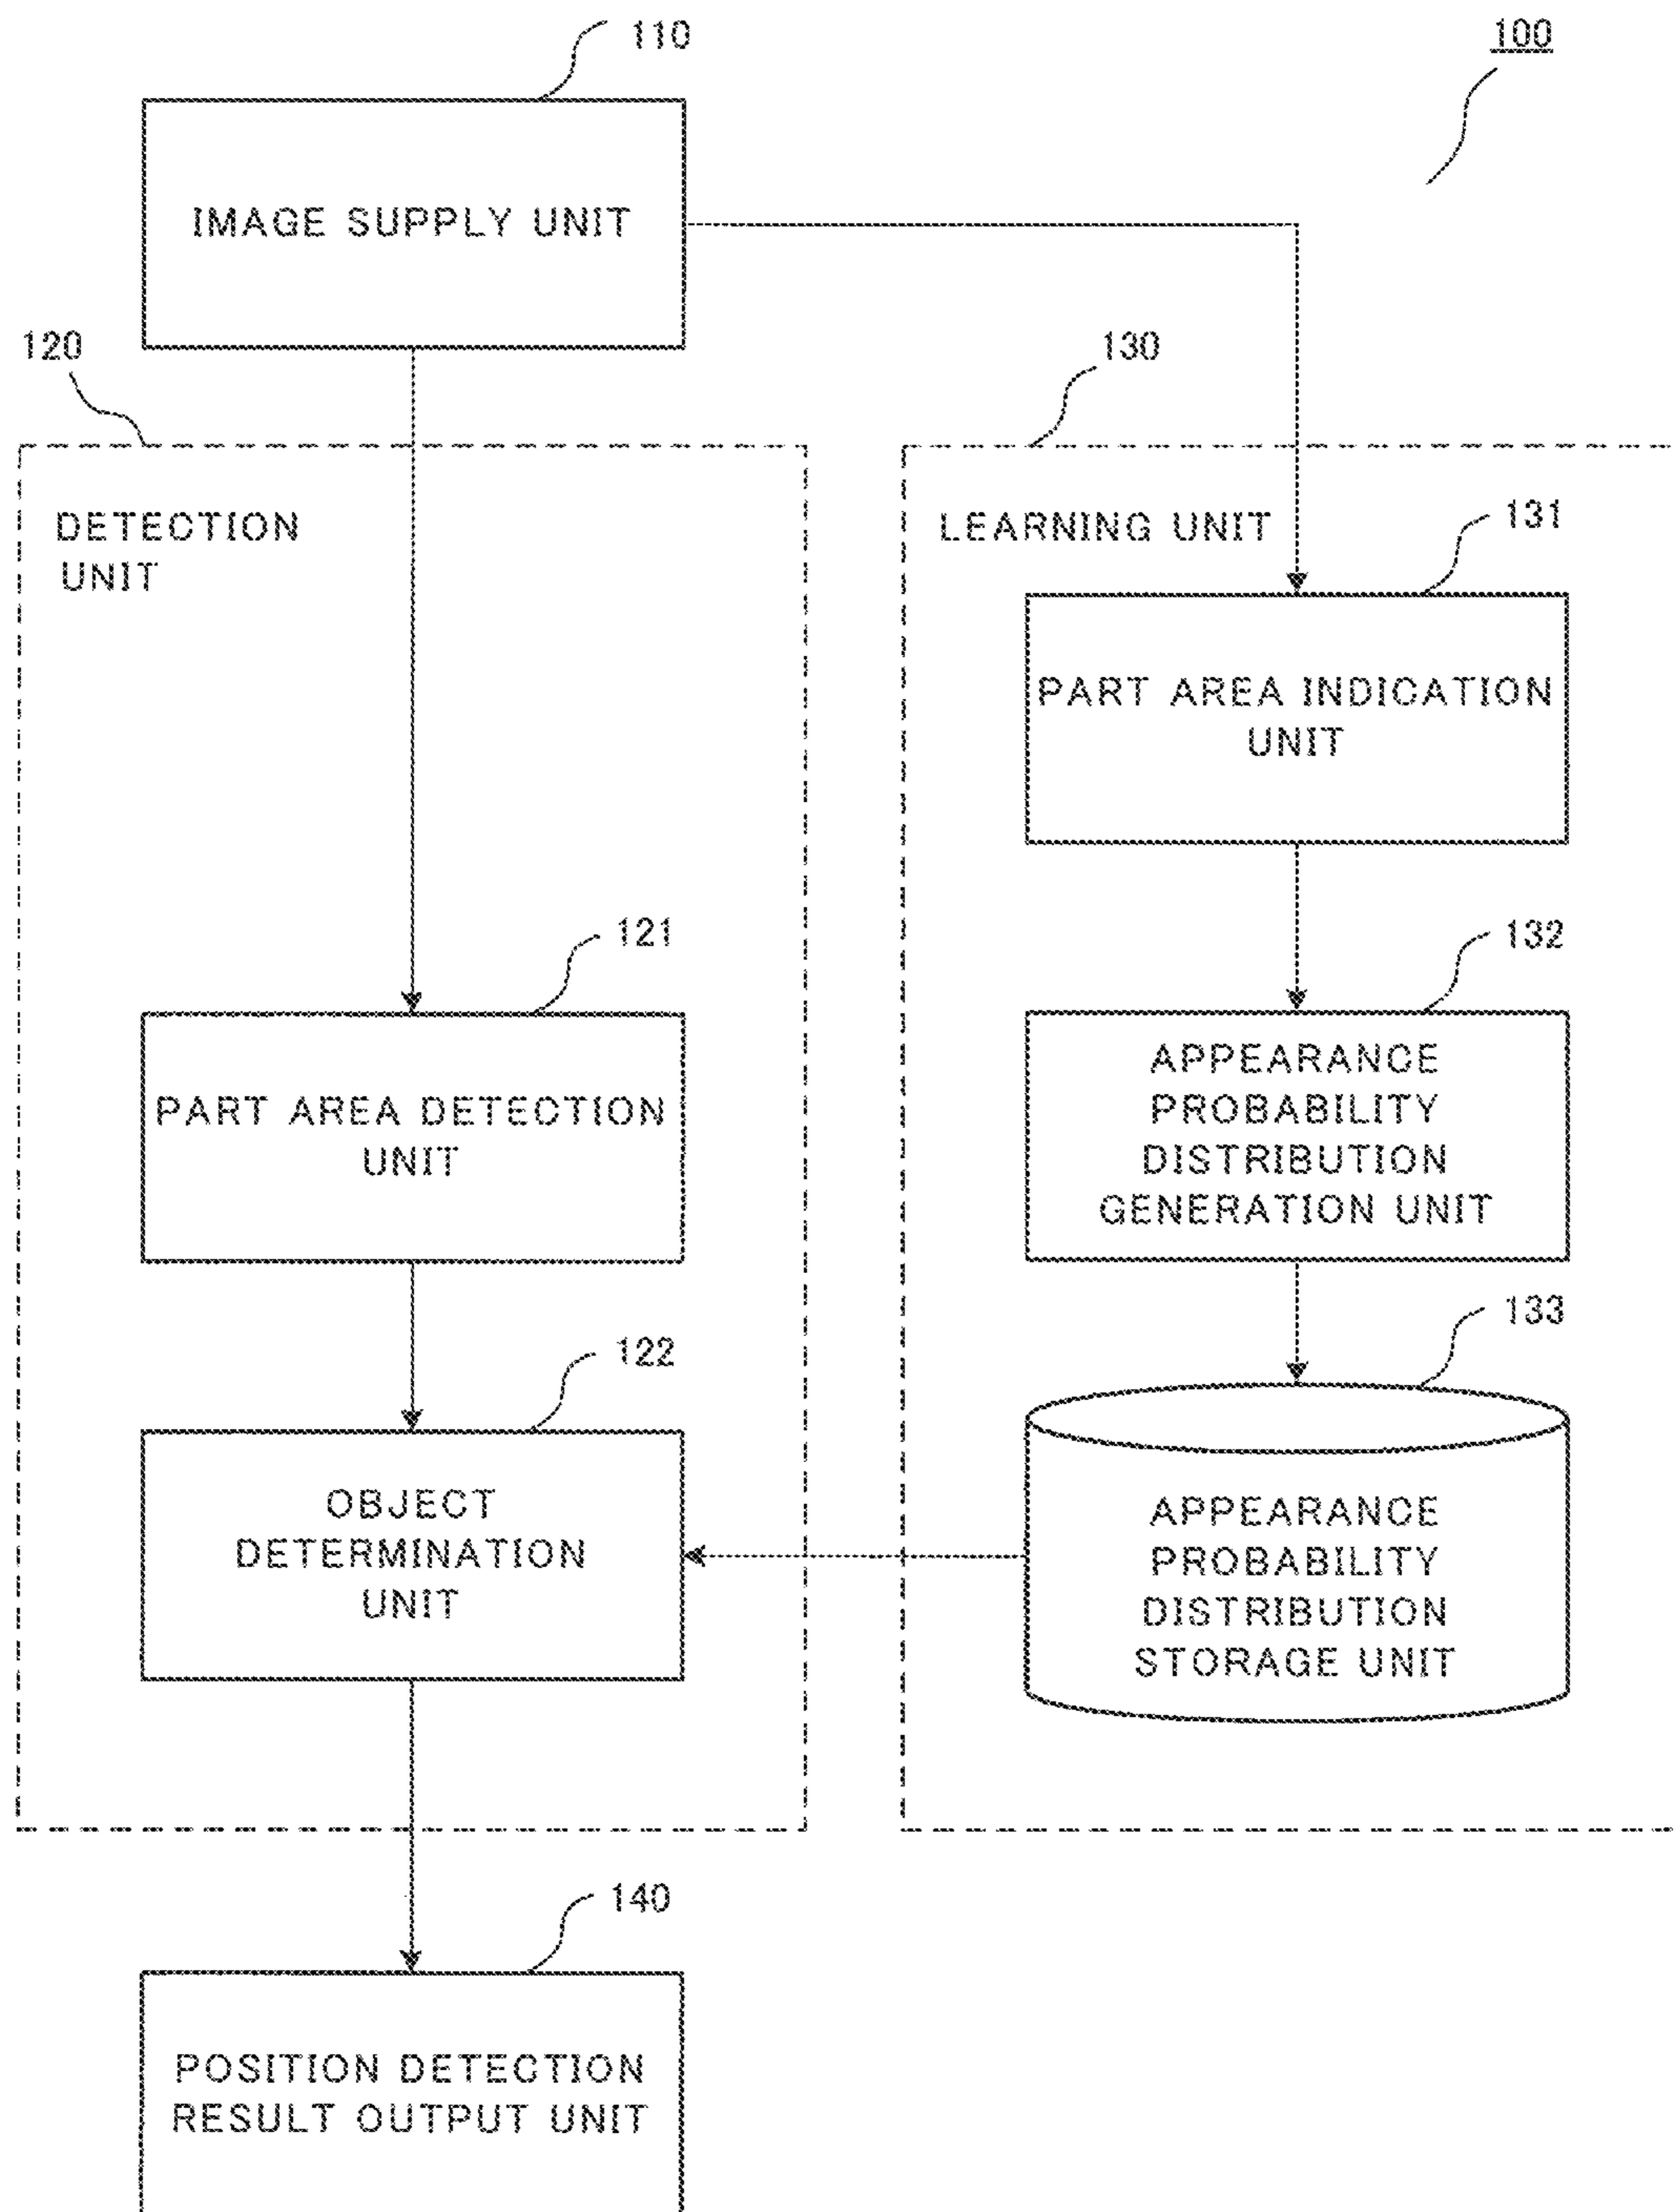 110
100
IMAGE SUPPLY UNIT
120
130
DETECTION
UNIT
LEARNING UNIT
131
PART AREA INDICATION
UNIT
121
132
PART AREA DETECTION
UNIT
APPEARANCE
PROBABILITY
DISTRIBUTION
GENERATION UNIT
122
133
OBJECT
DETERMINATION
UNIT
APPEARANCE
PROBABILITY
DISTRIBUTION
STORAGE UNIT
140
POSITION DETECTION
RESULT OUTPUT UNIT